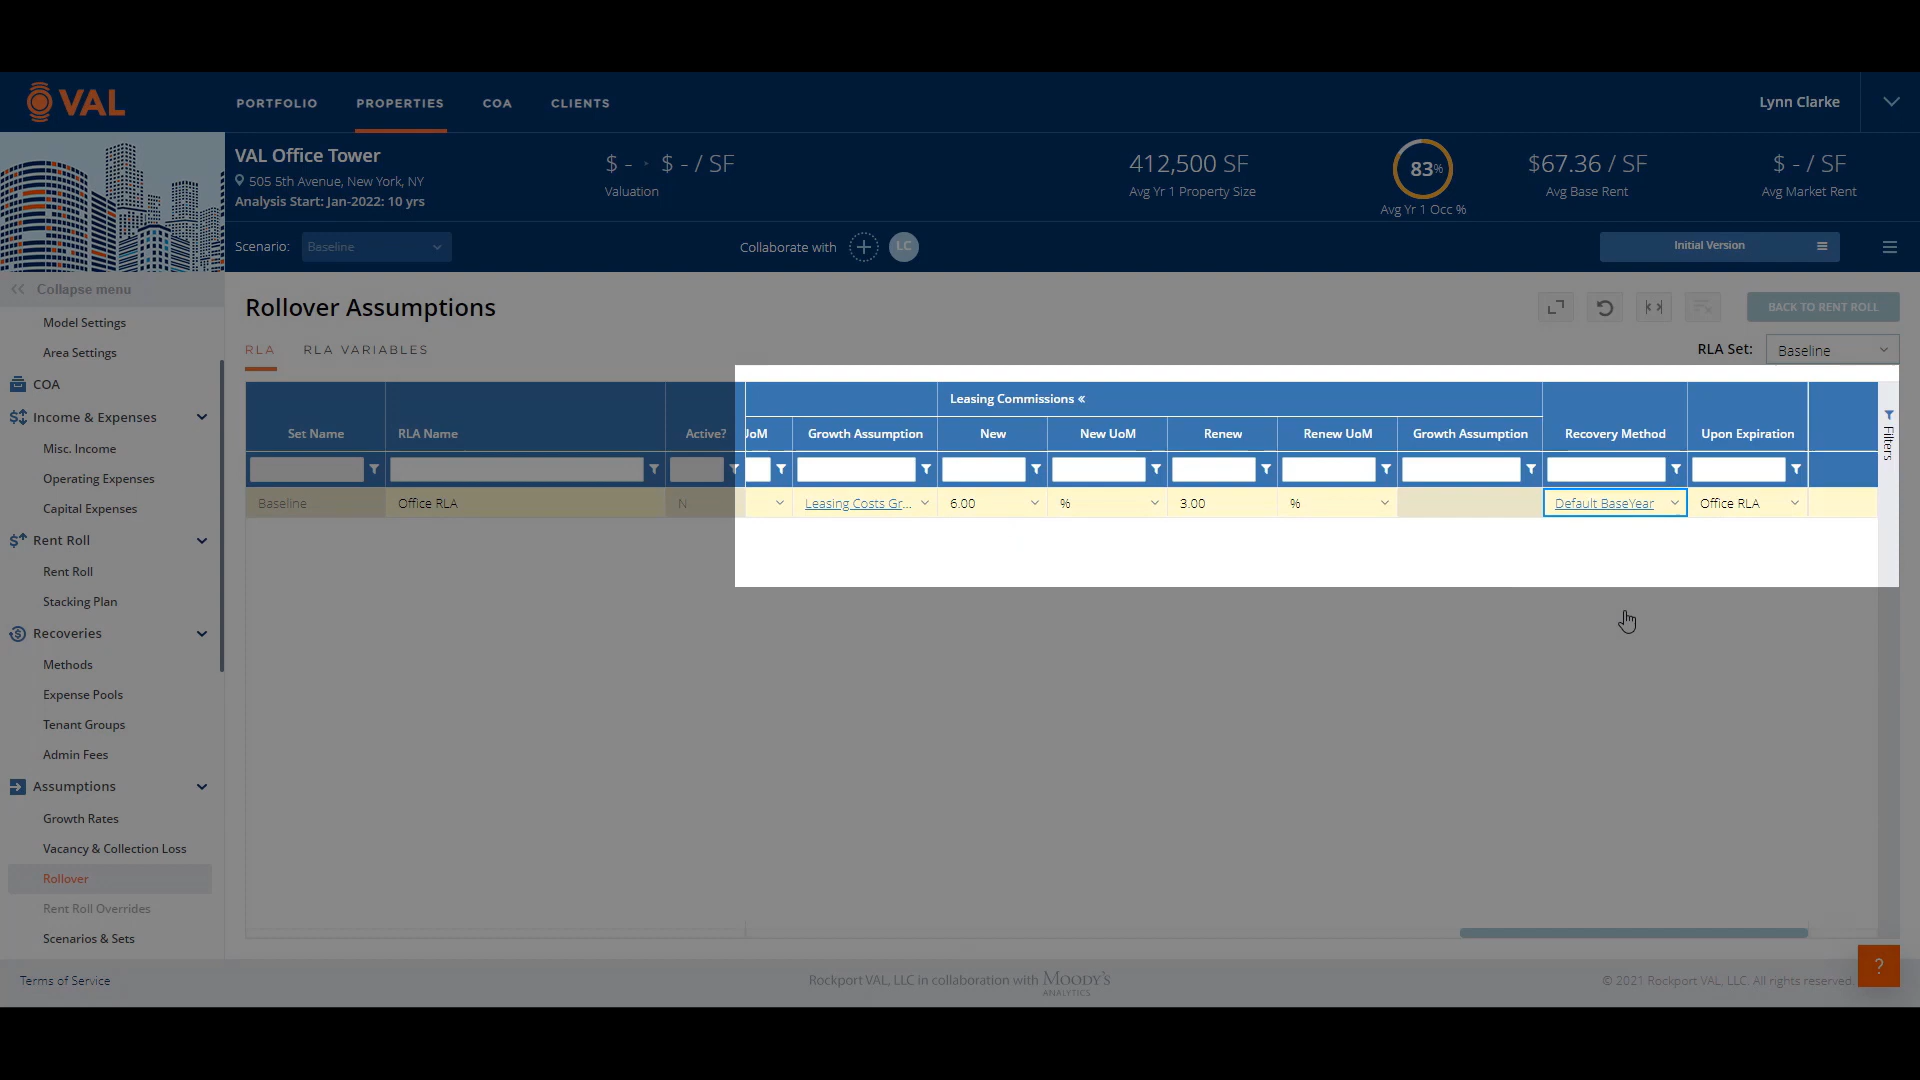 VAL
PORTFOLIO
PROPERTIES
COA
CLIENTS
Lynn Clarke
VAL Office Tower
505 5th Avenue, New York, NY
Analysis Start: Jan-2022: 10 yrs
$ - · $ - / SF
Valuation
412,500 SF
Avg Yr 1 Property Size
83%
Avg Yr 1 Occ %
$67.36 / SF
Avg Base Rent
$ - / SF
Avg Market Rent
Scenario:
Baseline
Collaborate with
LC
Initial Version
Collapse menu
Model Settings
Area Settings
COA
Income & Expenses
Misc. Income
Operating Expenses
Capital Expenses
Rent Roll
Rent Roll
Stacking Plan
Recoveries
Methods
Expense Pools
Tenant Groups
Admin Fees
Assumptions
Growth Rates
Vacancy & Collection Loss
Rollover
Rent Roll Overrides
Scenarios & Sets
Rollover Assumptions
BACK TO RENT ROLL
RLA
RLA VARIABLES
RLA Set:
Baseline
Leasing Commissions «
Set Name
RLA Name
Active?
UoM
Growth Assumption
New
New UoM
Renew
Renew UoM
Growth Assumption
Recovery Method
Upon Expiration
Filters
Baseline
Office RLA
N
Leasing Costs Gr...
6.00
%
3.00
%
Default BaseYear
Office RLA
?
Terms of Service
Rockport VAL, LLC in collaboration with MOODY'S
ANALYTICS
© 2021 Rockport VAL, LLC. All rights reserved.